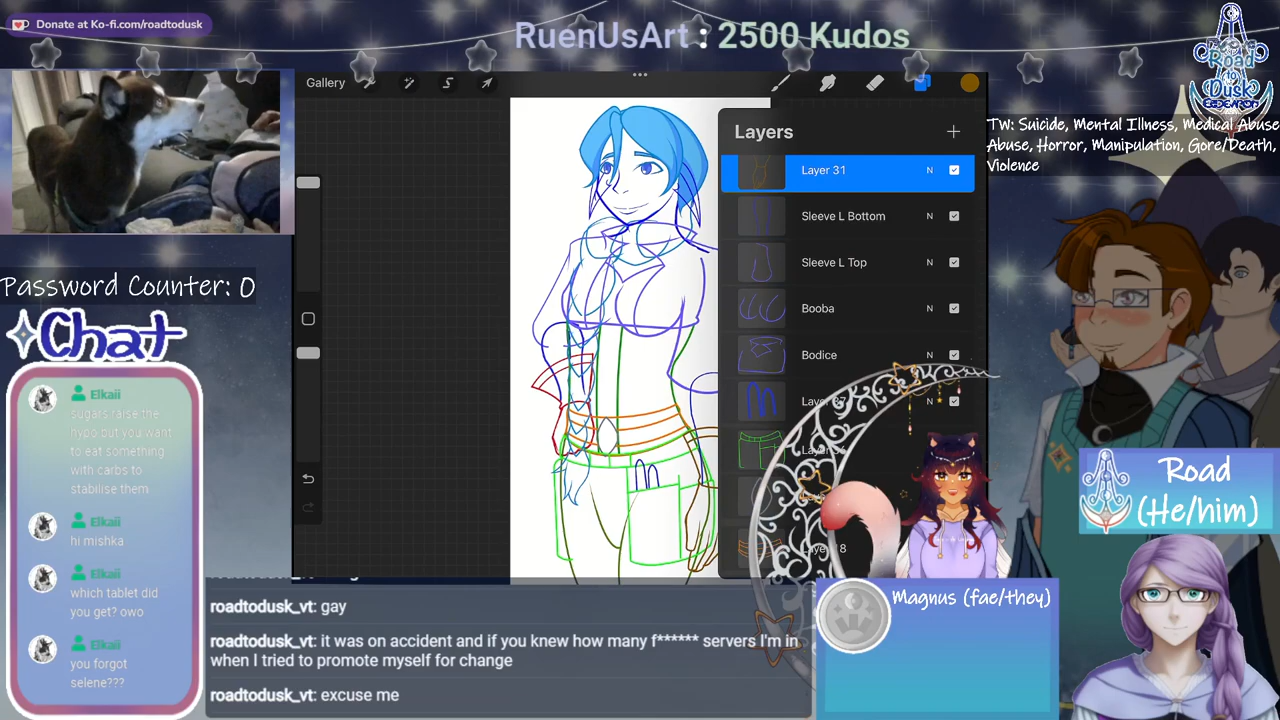 Donate at Ko-fi.com/roadtodusk
RuenUsArt : 2500 Kudos
Road
to
Dusk
TW: Suicide, Mental Illness, Medical Abuse
Abuse, Horror, Manipulation, Gore/Death,
Violence
Gallery
Layers
Layer 31
N
Sleeve L Bottom
N
Sleeve L Top
N
Booba
N
Bodice
N
N
Password Counter: 0
Chat
Elkaii
sugars raise the
hypo but you want
to eat something
with carbs to
stabilise them
Elkaii
hi mishka
Elkaii
which tablet did
you get? owo
Elkaii
you forgot
selene???
roadtodusk_vt: gay
roadtodusk_vt: it was on accident and if you knew how many f****** servers I'm in
when I tried to promote myself for change
roadtodusk_vt: excuse me
Magnus (fae/they)
Road
(He/him)